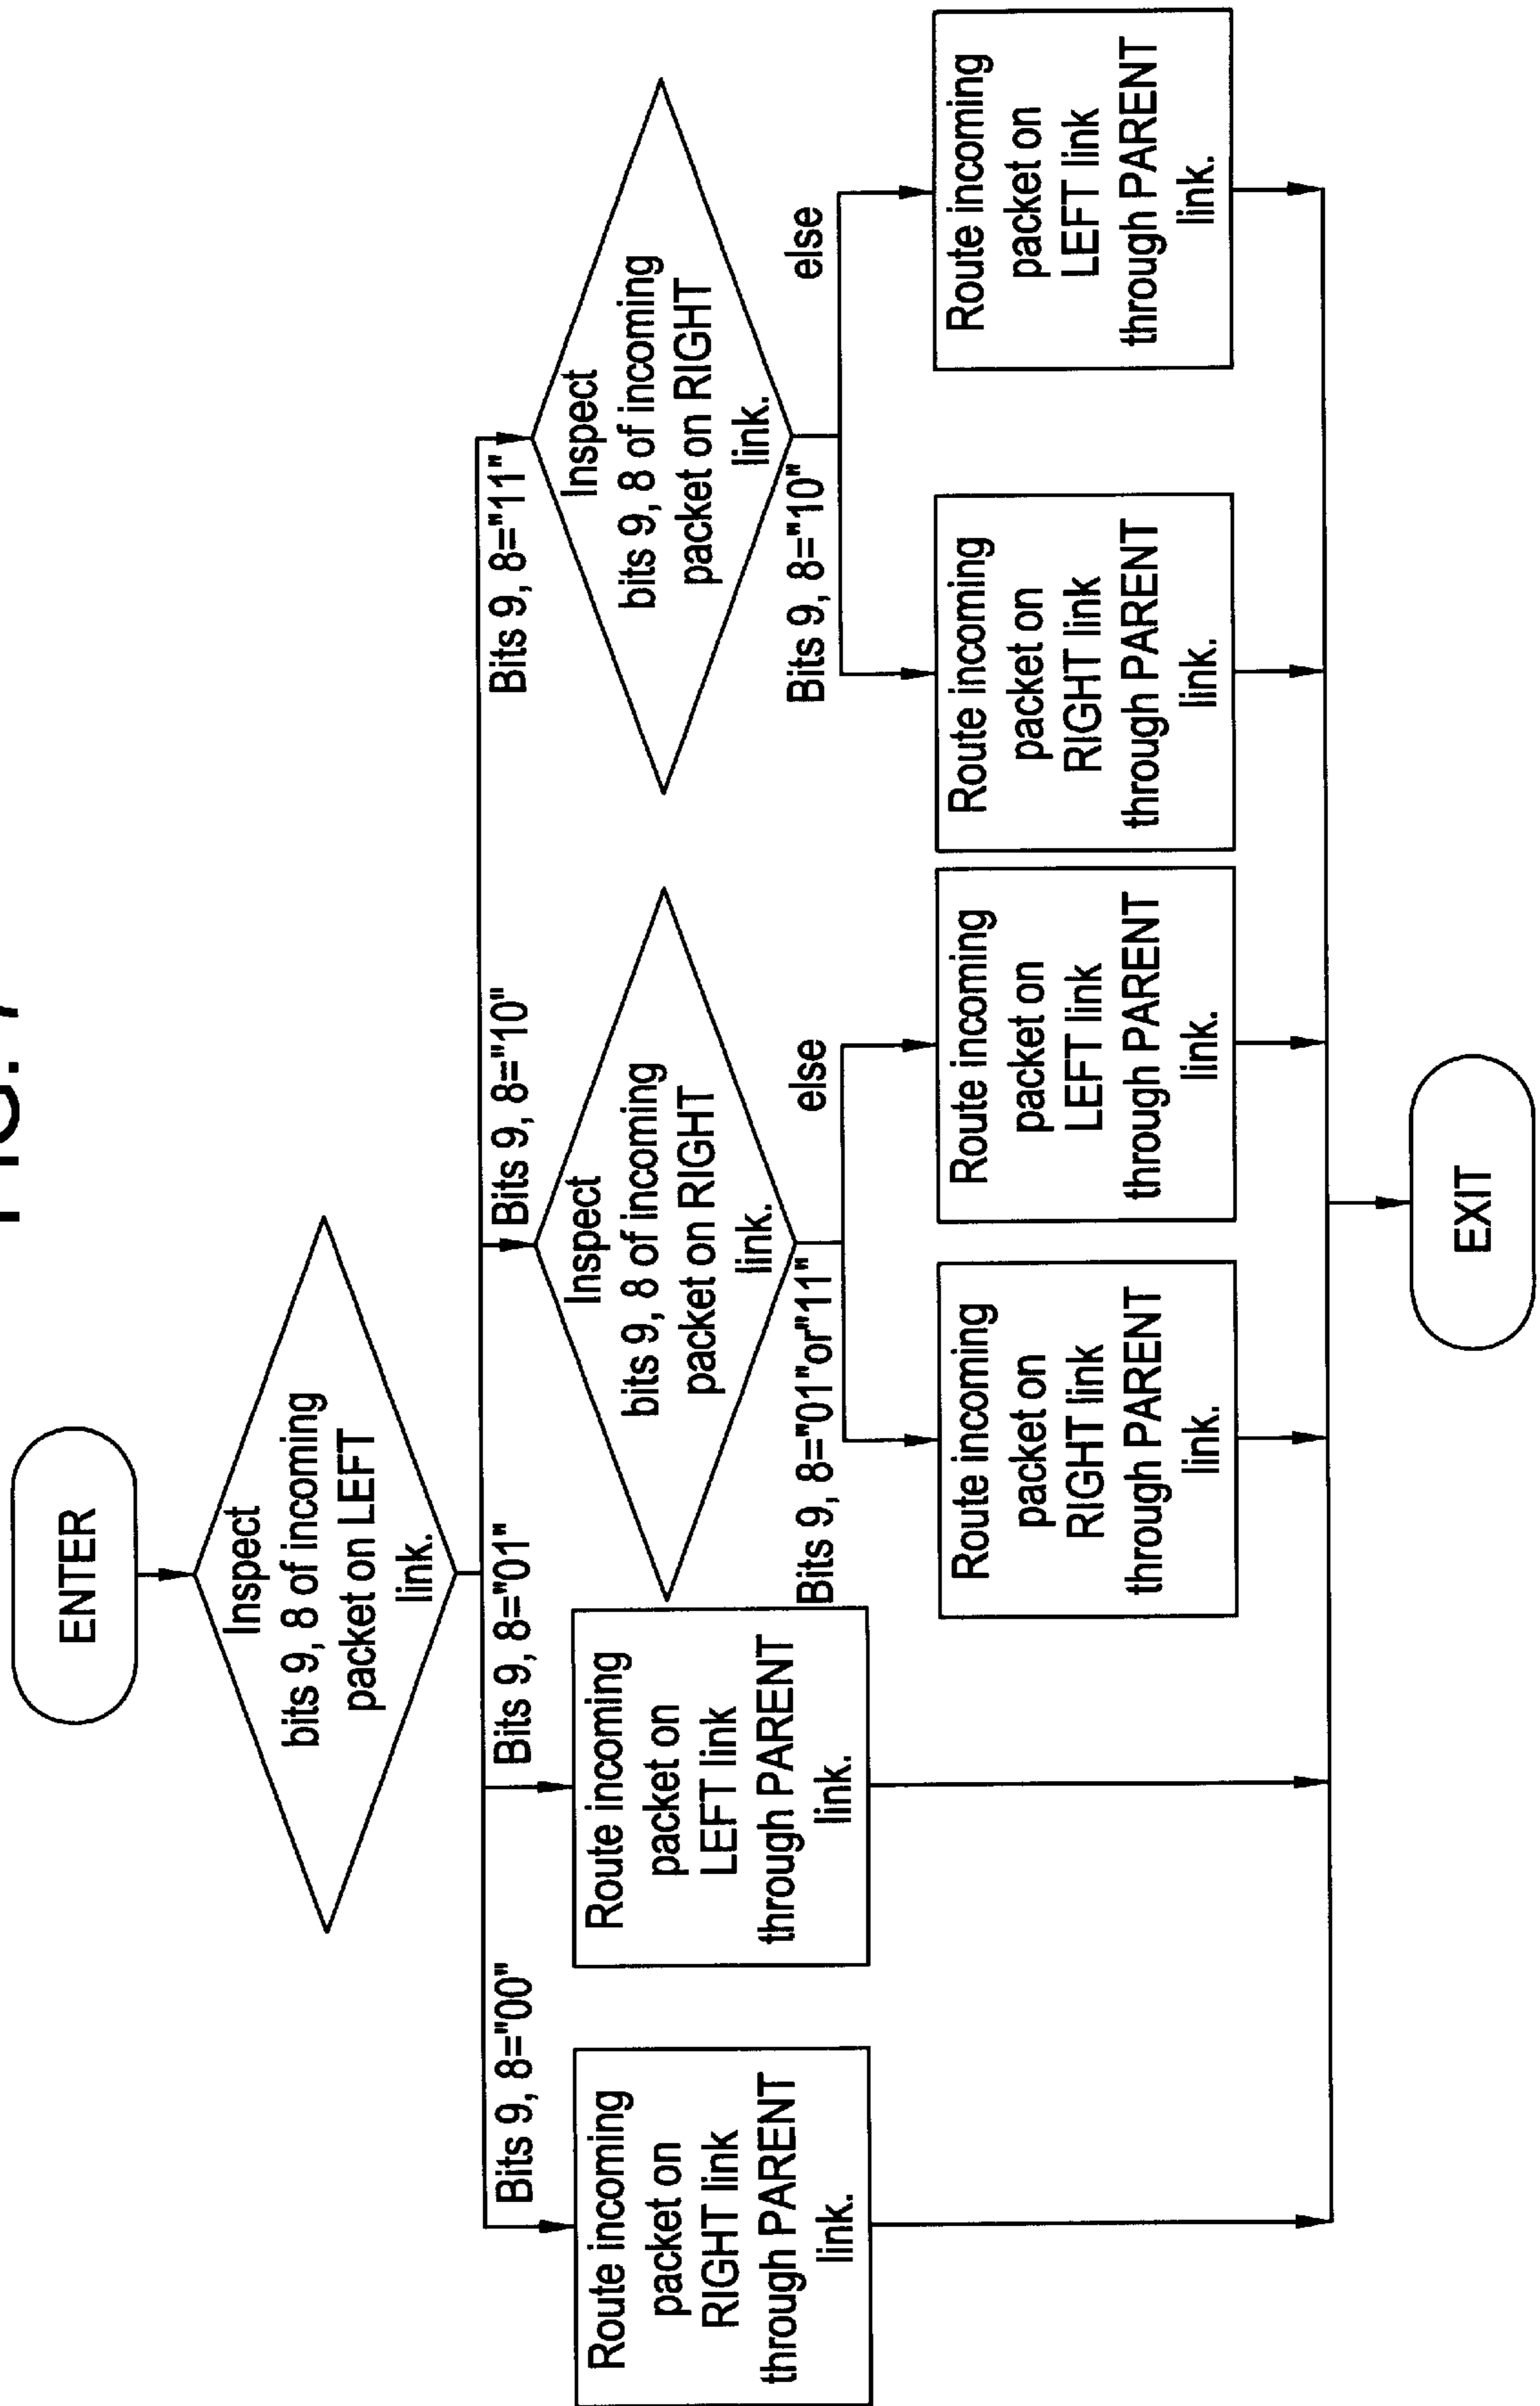 FIG.
ENTER
Inspect
bits 9, 8 of incoming
packet on LEFT
link.
Bits 9, 8="00"
Bits 9, 8="01"
Bits 9, 8="10"
Bits 9, 8="11"
Route incoming
packet on
RIGHT link
through PARENT
link.
Route incoming
packet on
LEFT link
through PARENT
link.
Inspect
bits 9, 8 of incoming
packet on RIGHT
link.
Inspect
bits 9, 8 of incoming
packet on RIGHT
link.
Bits 9, 8="01"or"11"
else
Bits 9, 8="10"
else
Route incoming
packet on
RIGHT link
through PARENT
link.
Route incoming
packet on
LEFT link
through PARENT
link.
Route incoming
packet on
RIGHT link
through PARENT
link.
Route incoming
packet on
LEFT link
through PARENT
link.
EXIT